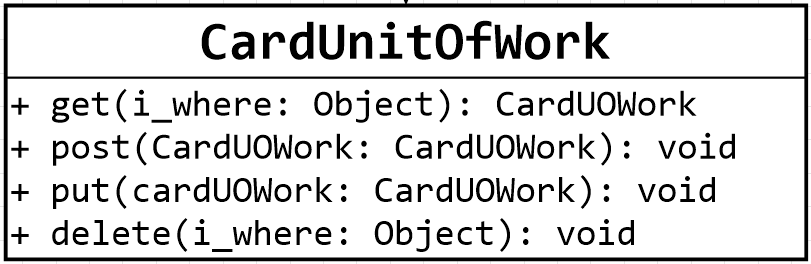 CardUnitOfWork
+ get(i_where: Object): CardUOWork
+ post(CardUOWork: CardUOWork): void
+ put(cardUOWork: CardUOWork): void
+ delete(i_where: Object): void